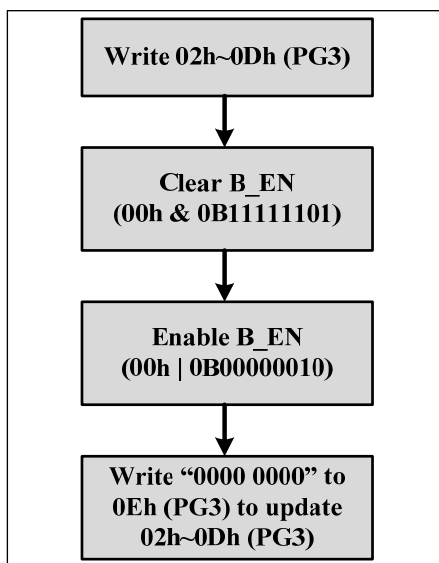 Write 02h~0Dh (PG3)
Clear B_EN
(00h & 0B11111101)
Enable B_EN
(00h | 0B00000010)
Write “0000 0000” to
0Eh (PG3) to update
02h~0Dh (PG3)